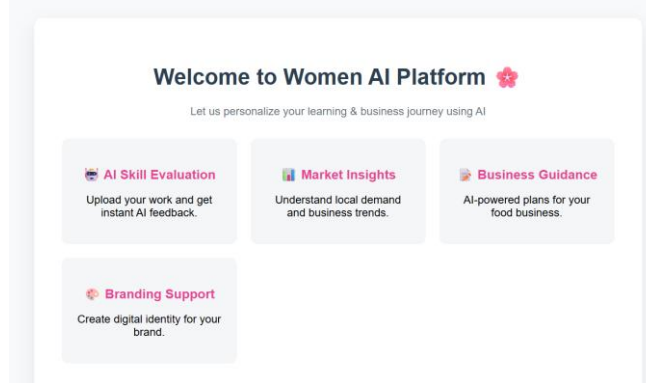 Welcome to Women AI Platform 🌸
Let us personalize your learning & business journey using AI
🤖 AI Skill Evaluation
Upload your work and get
instant AI feedback.
📊 Market Insights
Understand local demand
and business trends.
📝 Business Guidance
AI-powered plans for your
food business.
🎨 Branding Support
Create digital identity for your
brand.